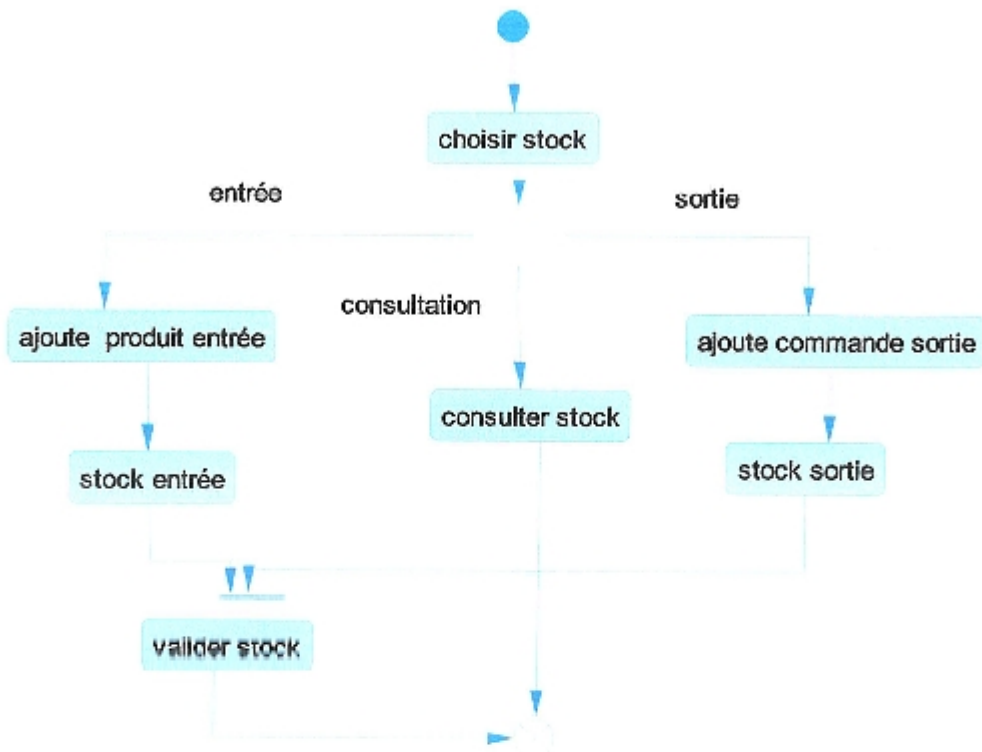 choisir stock
entrée
sortie
consultation
ajoute produit entrée
ajoute commande sortie
consulter stock
stock entrée
stock sortie
valider stock